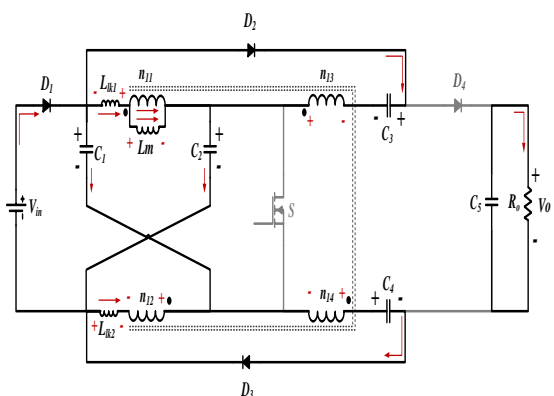 D2
D1
Llk1
n11
n13
D4
- +
+ -
Lm
+ -
- +
C3
+
C1
-
+
C2
-
Vin
+
-
S
C5
Ro
+
Vo
-
n12
- +
n14
- +
C4
+ -
Llk2
+ -
D3